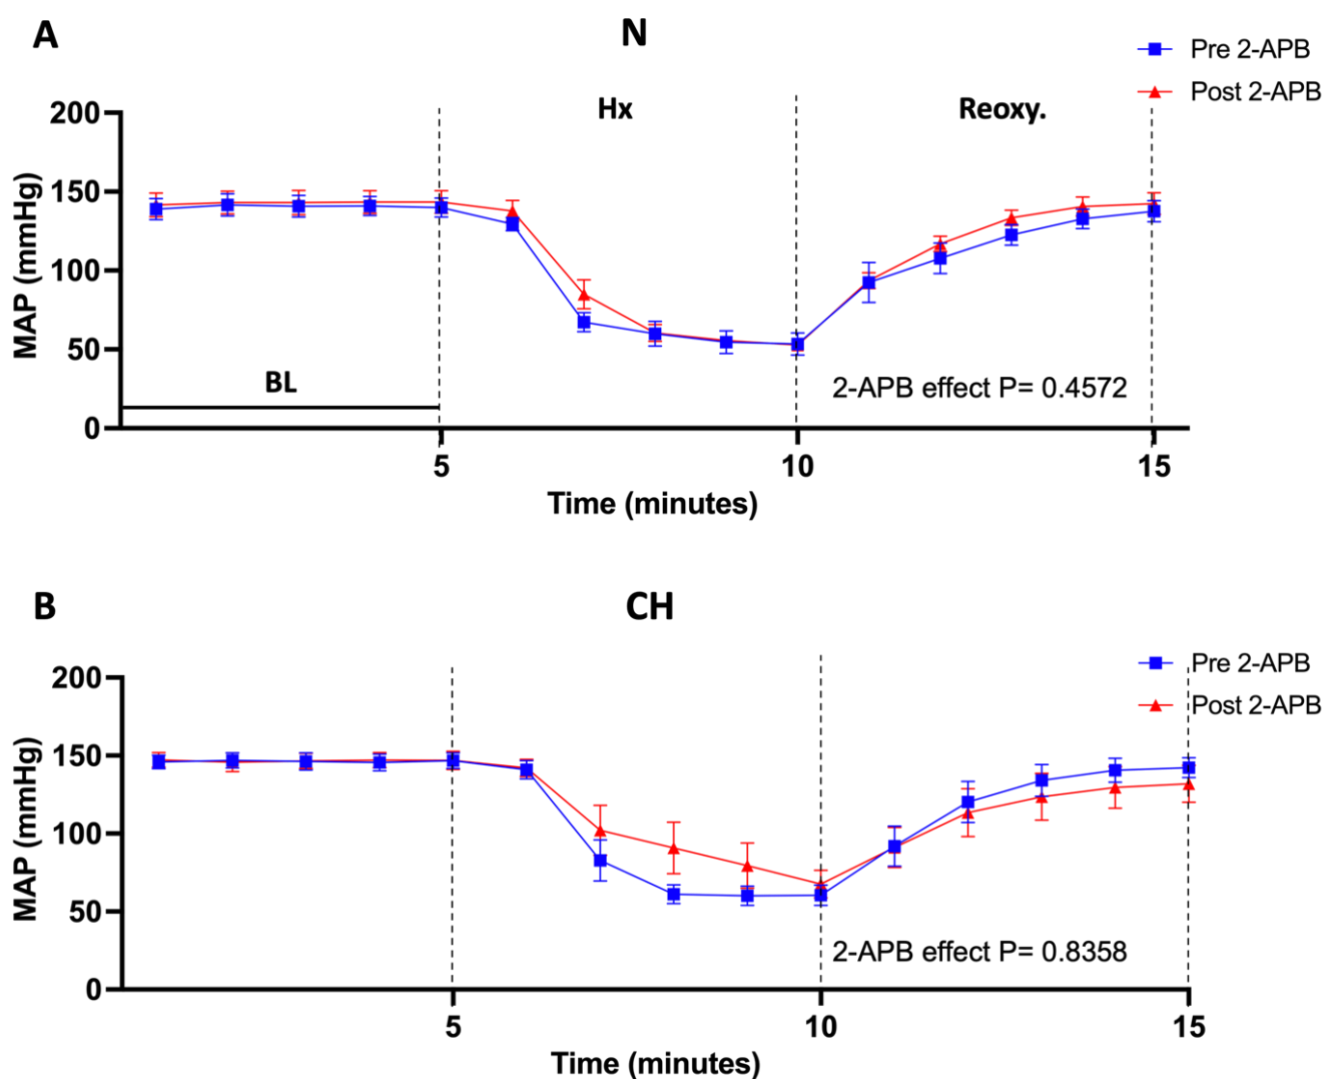 A
N
Pre 2-APB
Post 2-APB
Hx
Reoxy.
200
150
100
50
0
MAP (mmHg)
BL
2-APB effect P= 0.4572
5
10
15
Time (minutes)
B
CH
Pre 2-APB
Post 2-APB
200
150
100
50
0
MAP (mmHg)
2-APB effect P= 0.8358
5
10
15
Time (minutes)